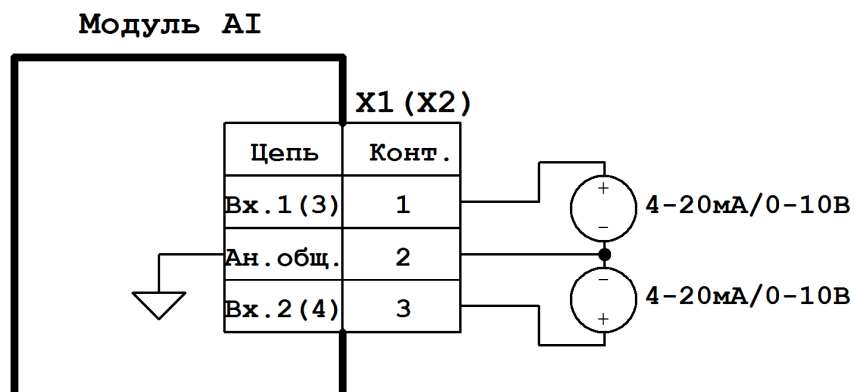 Модуль AI
X1(X2)
Цепь Конт.
Вх.1(3) 1
+
4-20мА/0-10В
−
Ан.общ. 2
−
4-20мА/0-10В
Вх.2(4) 3
+